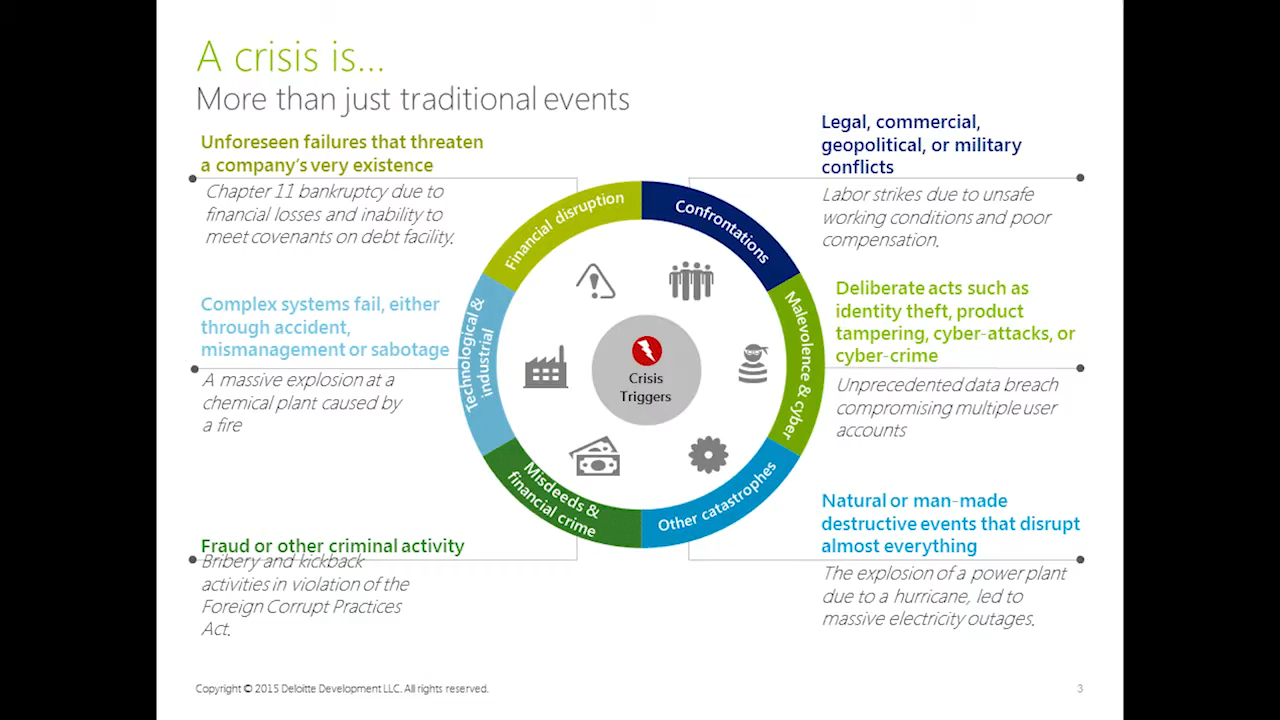 A crisis is...
More than just traditional events
Unforeseen failures that threaten
a company's very existence
Chapter 11 bankruptcy due to
financial losses and inability to
meet covenants on debt facility.
Complex systems fail, either
through accident,
mismanagement or sabotage
A massive explosion at a
chemical plant caused by
a fire
Fraud or other criminal activity
Bribery and kickback
activities in violation of the
Foreign Corrupt Practices
Act.
Financial disruption
Confrontations
Technological &
industrial
Malevolence & cyber
Misdeeds &
financial crime
Other catastrophes
Crisis
Triggers
Legal, commercial,
geopolitical, or military
conflicts
Labor strikes due to unsafe
working conditions and poor
compensation.
Deliberate acts such as
identity theft, product
tampering, cyber-attacks, or
cyber-crime
Unprecedented data breach
compromising multiple user
accounts
Natural or man-made
destructive events that disrupt
almost everything
The explosion of a power plant
due to a hurricane, led to
massive electricity outages.
Copyright © 2015 Deloitte Development LLC. All rights reserved.
3